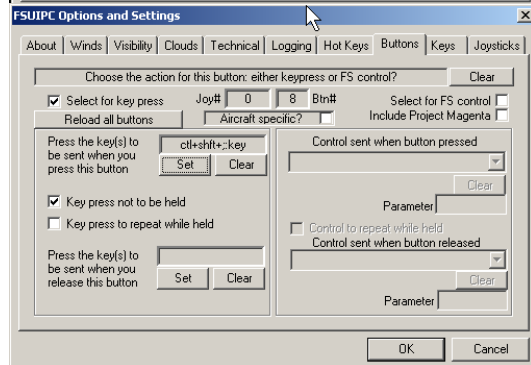 FSUIPC Options and Settings
About Winds Visibility Clouds Technical Logging Hot Keys Buttons Keys Joysticks
Choose the action for this button: either keypress or FS control? Clear
Select for key press Joy# 0 8 Btn# Select for FS control
Reload all buttons Aircraft specific? Include Project Magenta
Press the key(s) to
be sent when you
press this button
ctl+shft+;:key
Set Clear
Key press not to be held
Key press to repeat while held
Press the key(s) to
be sent when you
release this button
Set Clear
Control sent when button pressed
Clear
Parameter
Control to repeat while held
Control sent when button released
Clear
Parameter
OK Cancel